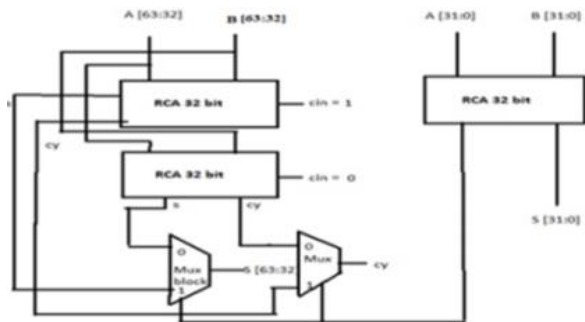 A [63:32]
B [63:32]
A [31:0]
B [31:0]
RCA 32 bit
cin = 1
RCA 32 bit
cy
RCA 32 bit
cin = 0
s
cy
S [31:0]
0
Mux
block
1
S [63:32]
0
Mux
1
cy